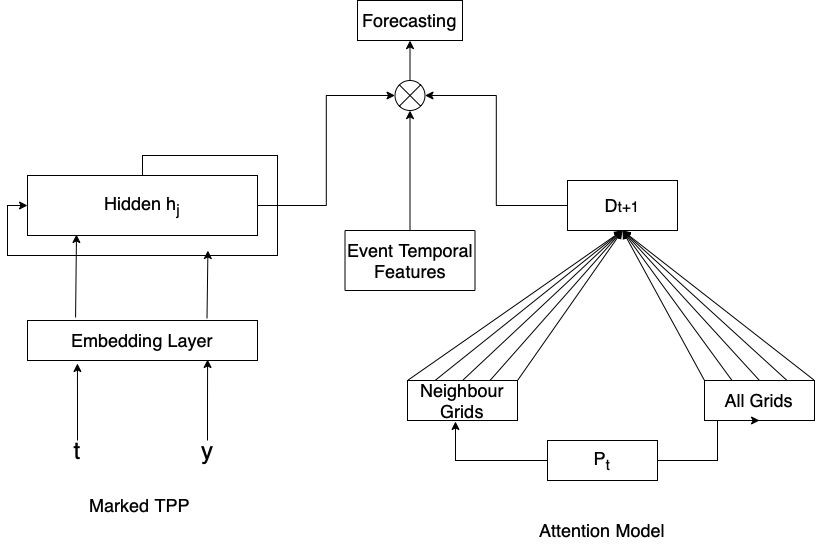 Forecasting
Hidden hj
Dt+1
Event Temporal
Features
Embedding Layer
Neighbour
Grids
All Grids
t
y
Pt
Marked TPP
Attention Model